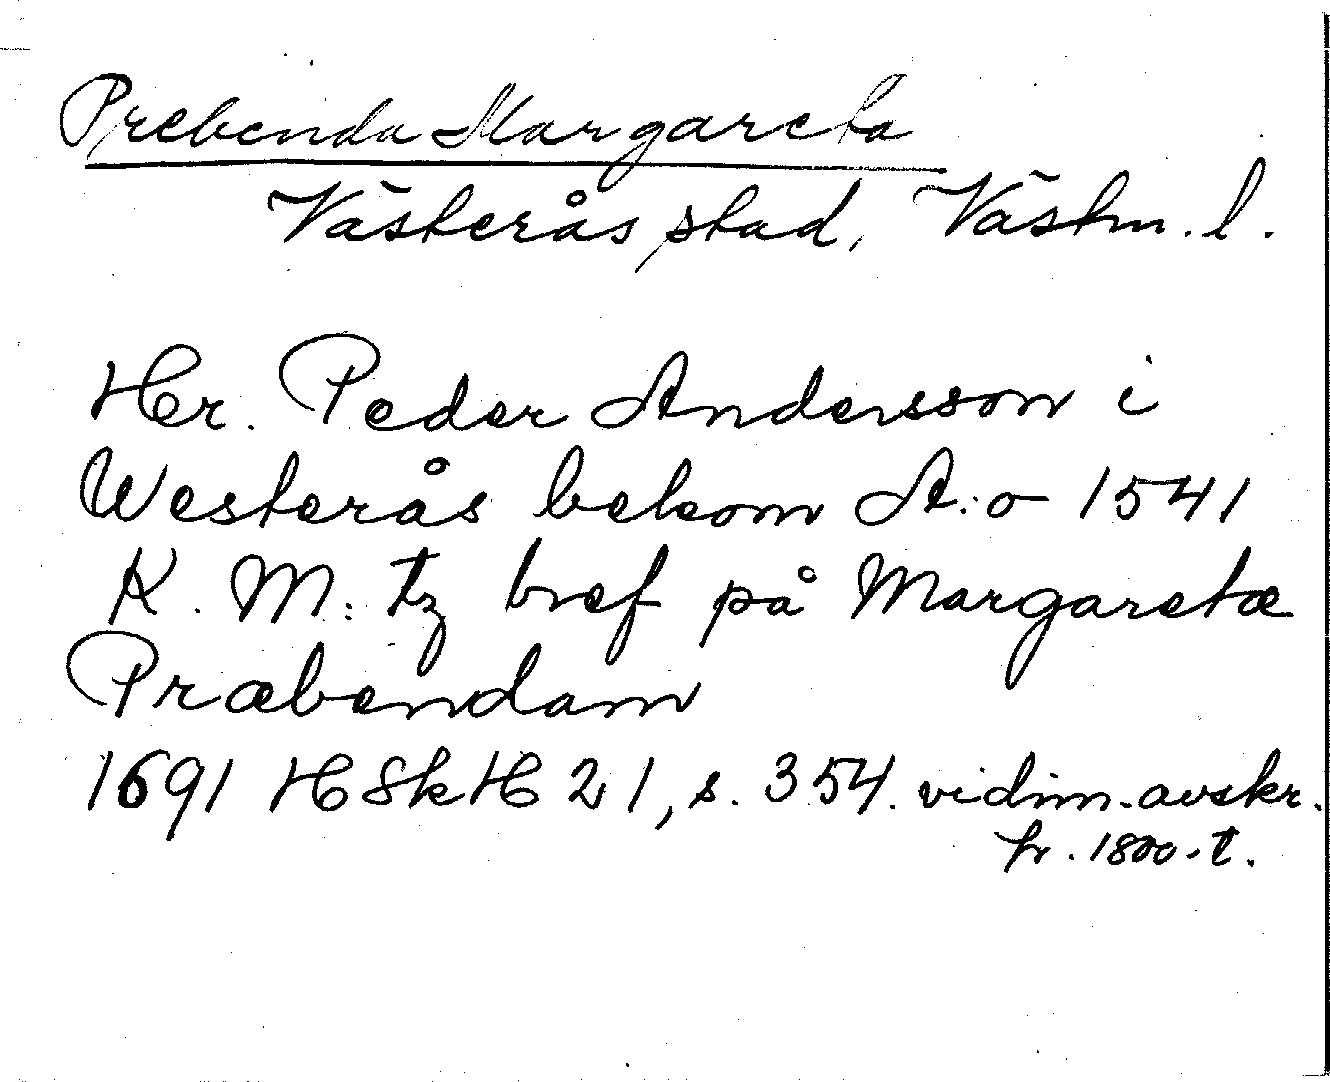 Prebenda Margareta
Västerås stad, Västm. l.
Her. Peder Andersson i
Westerås bekom A:o 1541
K. M:tz bref på Margaretæ
Præbendam
1691 HSkH 21, s. 354. vidim. avskr.
fr. 1800-t.